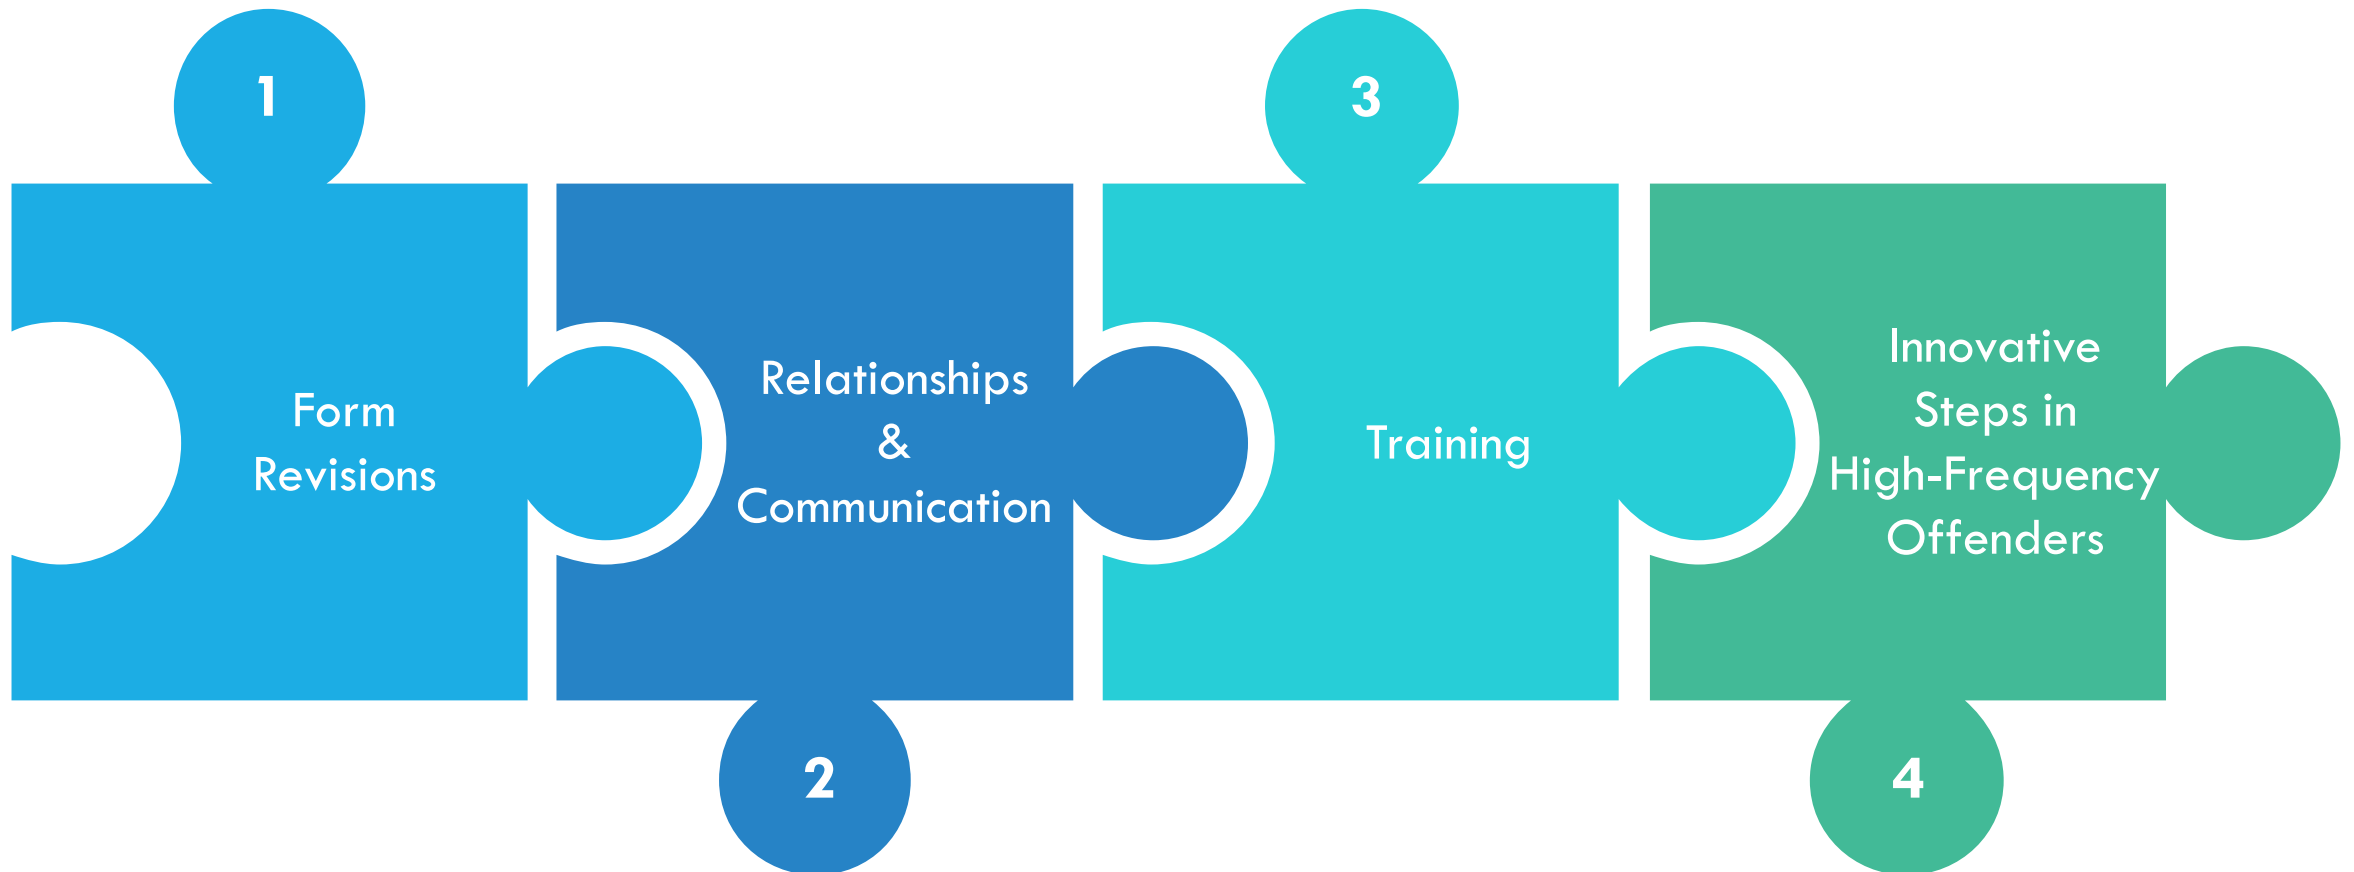 1
Form
Revisions
2
Relationships
&
Communication
3
Training
4
Innovative
Steps in
High-Frequency
Offenders